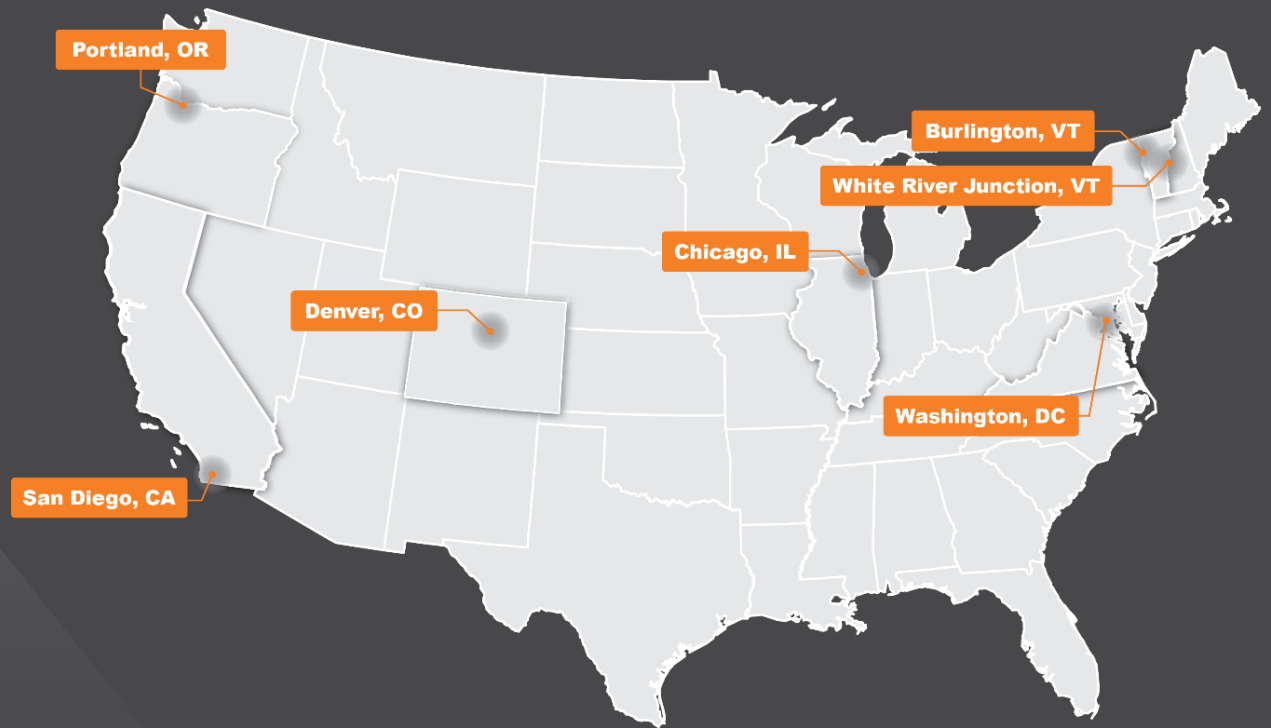 Portland, OR
Burlington, VT
White River Junction, VT
Chicago, IL
Denver, CO
Washington, DC
San Diego, CA